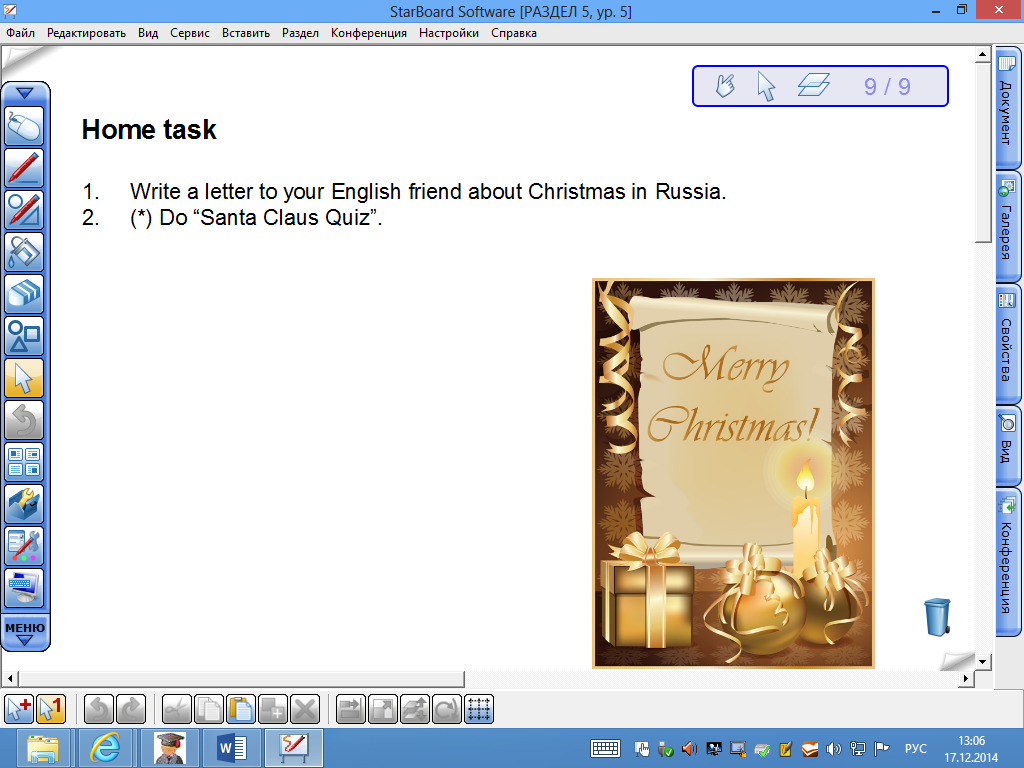 StarBoard Software [РАЗДЕЛ 5, ур. 5]
Файл Редактировать Вид Сервис Вставить Раздел Конференция Настройки Справка
9 / 9
Home task
1. Write a letter to your English friend about Christmas in Russia.
2. (*) Do “Santa Claus Quiz”.
Merry
Christmas!
МЕНЮ
Документ
Галерея
Свойства
Вид
Конференция
РУС
13:06
17.12.2014